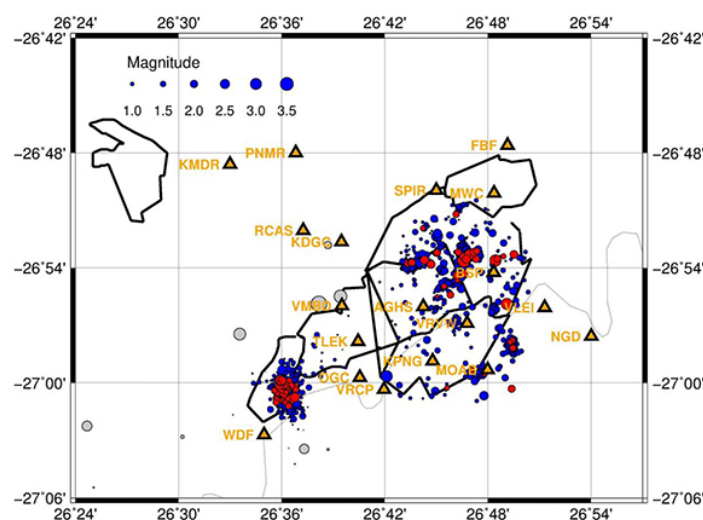 26°24' 26°30' 26°36' 26°42' 26°48' 26°54'
−26°42' −26°42'
Magnitude
1.0 1.5 2.0 2.5 3.0 3.5
FBF
−26°48' PNMR −26°48'
KMDR
SPIR MWC
RCAS
KDGC
−26°54' −26°54'
BSP
VMBD AGHS
VRVW
NGD
TLEK
KPNG
MOAB
OGC
−27°00' −27°00'
VRCP
WDF
−27°06' −27°06'
26°24' 26°30' 26°36' 26°42' 26°48' 26°54'